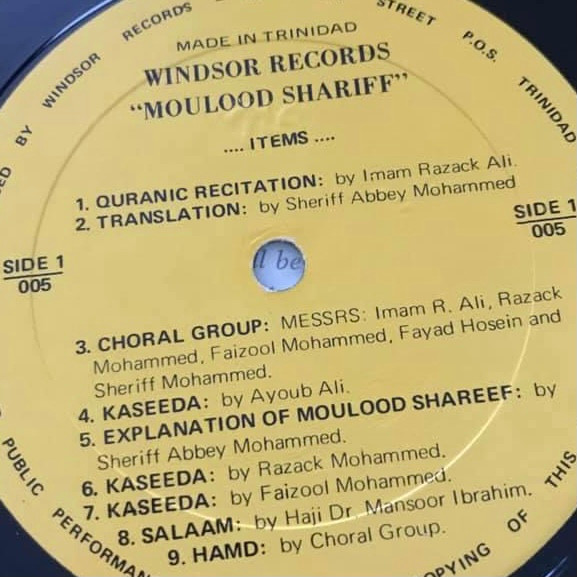 BY WINDSOR RECORDS
STREET P.O.S. TRINIDAD
MADE IN TRINIDAD
WINDSOR RECORDS
"MOULOOD SHARIFF"
.... ITEMS ....
1. QURANIC RECITATION: by Imam Razack Ali.
2. TRANSLATION: by Sheriff Abbey Mohammed
SIDE 1
005
SIDE 1
005
3. CHORAL GROUP: MESSRS: Imam R. Ali, Razack
Mohammed, Faizool Mohammed, Fayad Hosein and
Sheriff Mohammed.
4. KASEEDA: by Ayoub Ali.
5. EXPLANATION OF MOULOOD SHAREEF: by
Sheriff Abbey Mohammed.
6. KASEEDA: by Razack Mohammed.
7. KASEEDA: by Faizool Mohammed.
8. SALAAM: by Haji Dr. Mansoor Ibrahim.
9. HAMD: by Choral Group.
PUBLIC
OF THIS
be